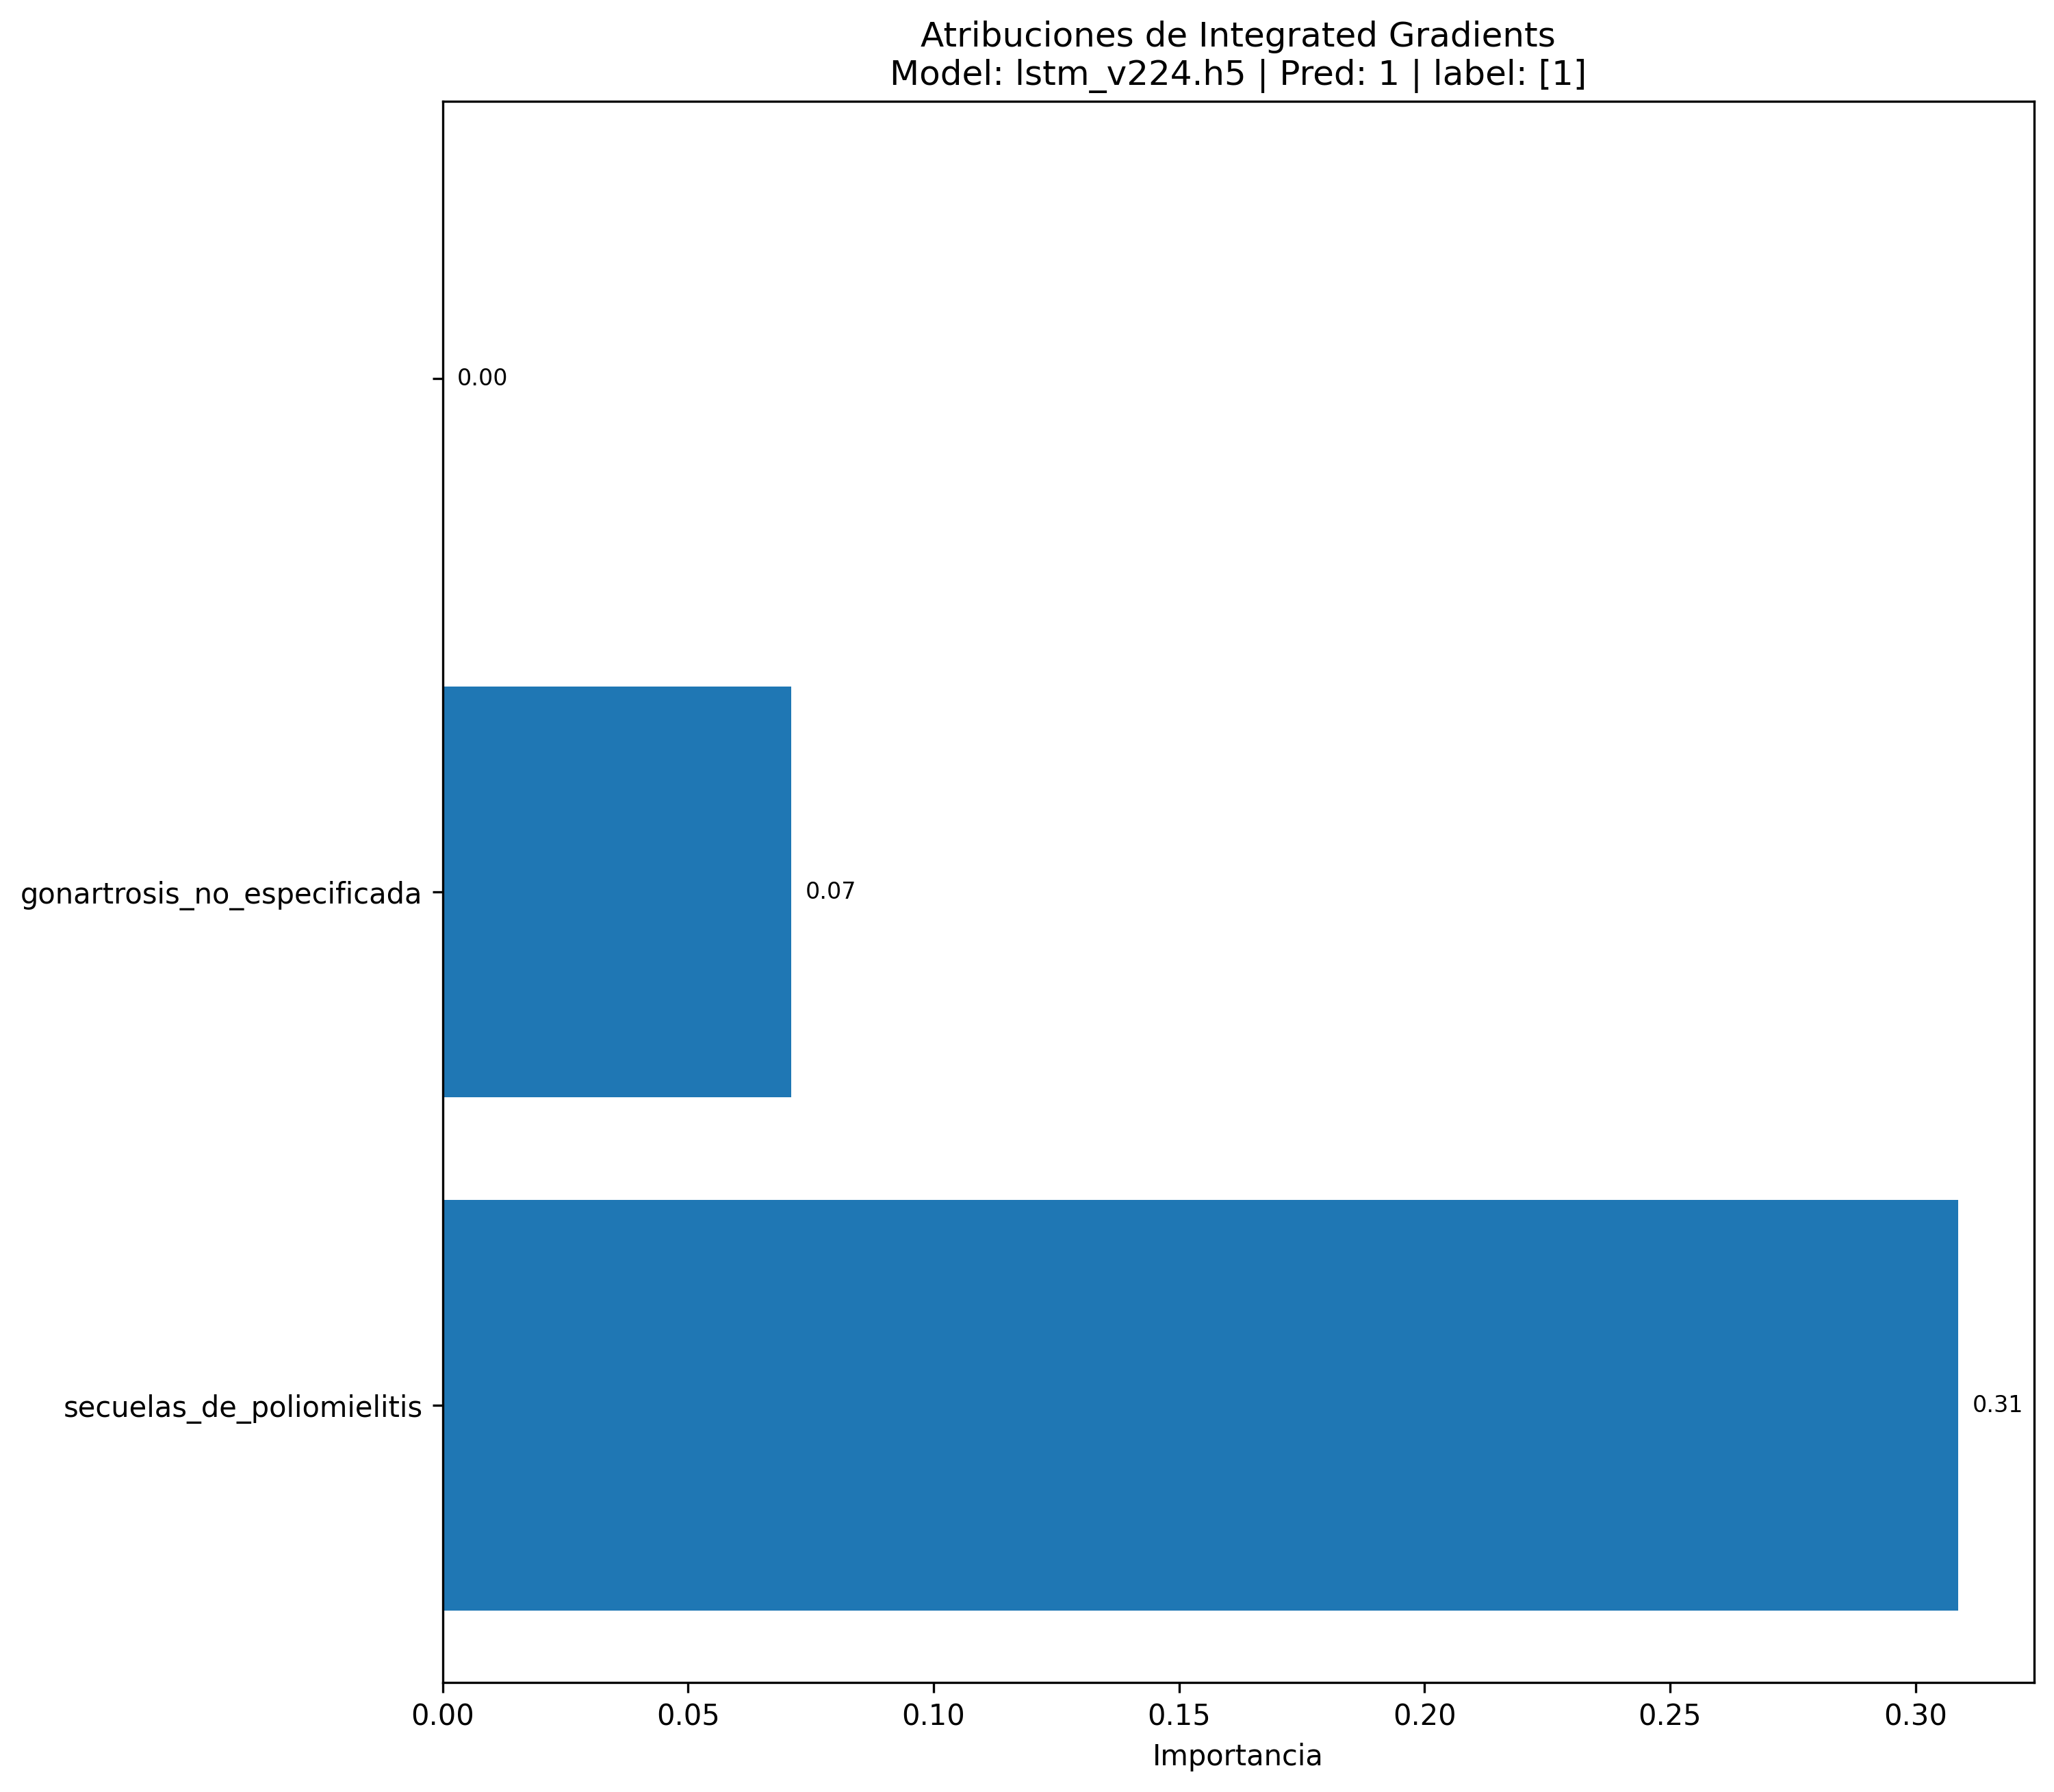 Atribuciones de Integrated Gradients
Model: lstm_v224.h5 | Pred: 1 | label: [1]
0.00
gonartrosis_no_especificada
0.07
secuelas_de_poliomielitis
0.31
0.00 0.05 0.10 0.15 0.20 0.25 0.30
Importancia